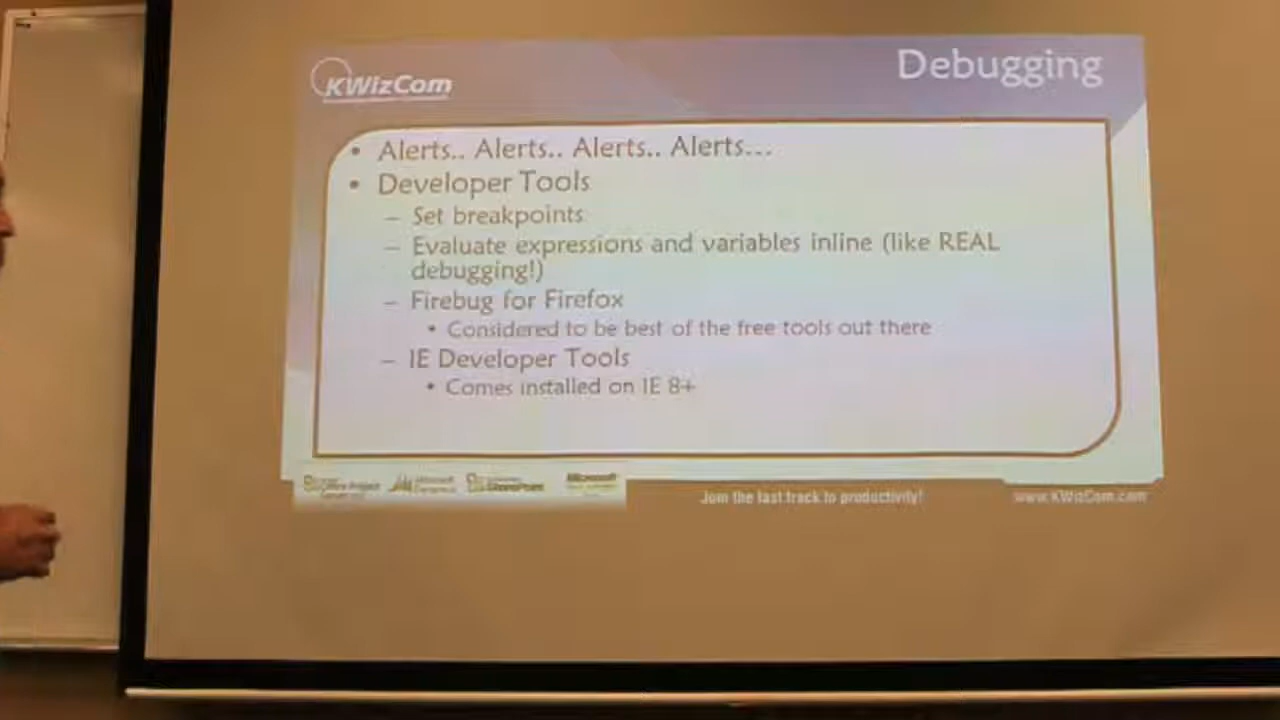 KWizCom
Debugging
• Alerts.. Alerts.. Alerts.. Alerts...
• Developer Tools
– Set breakpoints
– Evaluate expressions and variables inline (like REAL
debugging!)
– Firebug for Firefox
• Considered to be best of the free tools out there
– IE Developer Tools
• Comes installed on IE 8+
Microsoft
SharePoint
Join the fast track to productivity!
www.KWizCom.com